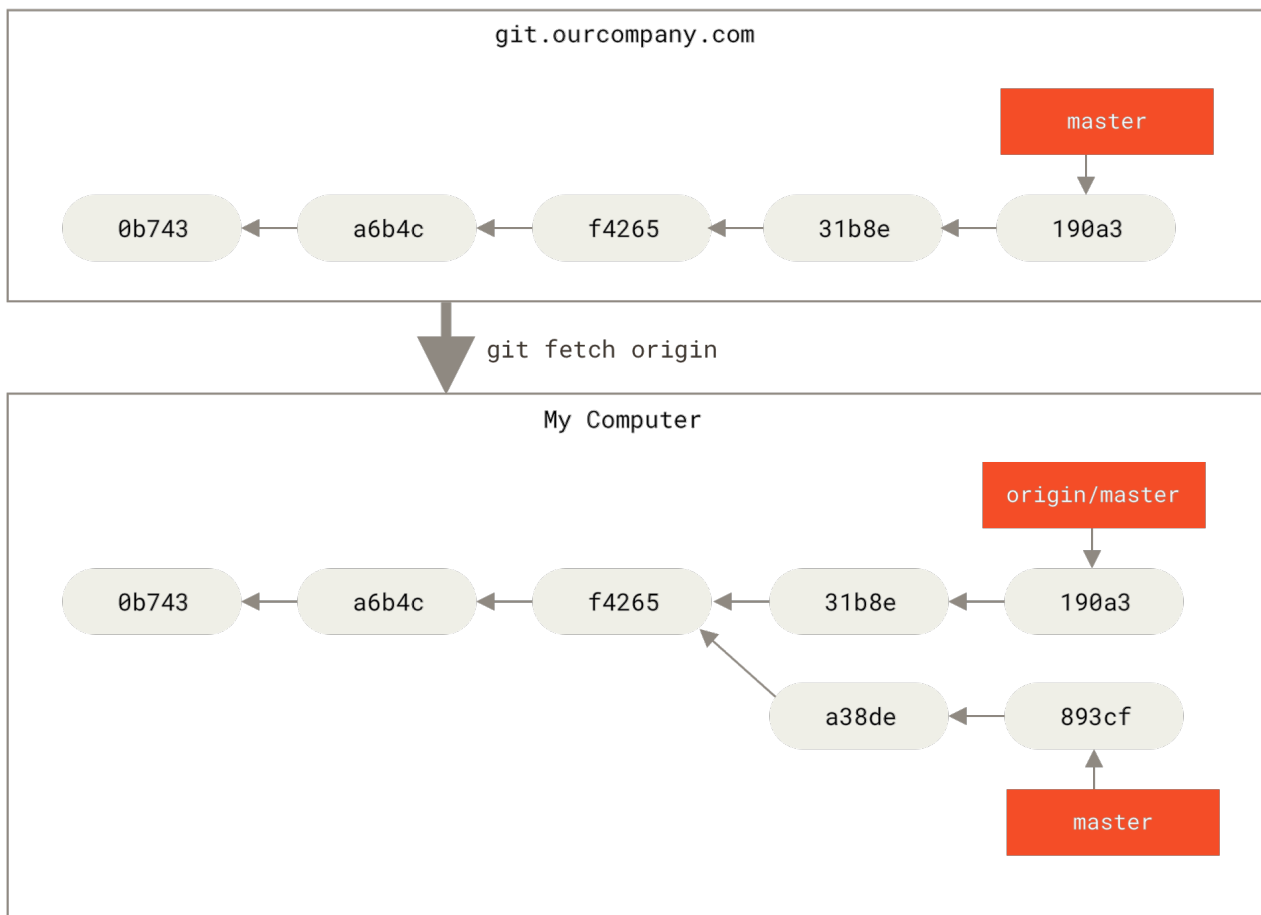 git.ourcompany.com
master
0b743 a6b4c f4265 31b8e 190a3
git fetch origin
My Computer
origin/master
0b743 a6b4c f4265 31b8e 190a3
a38de 893cf
master